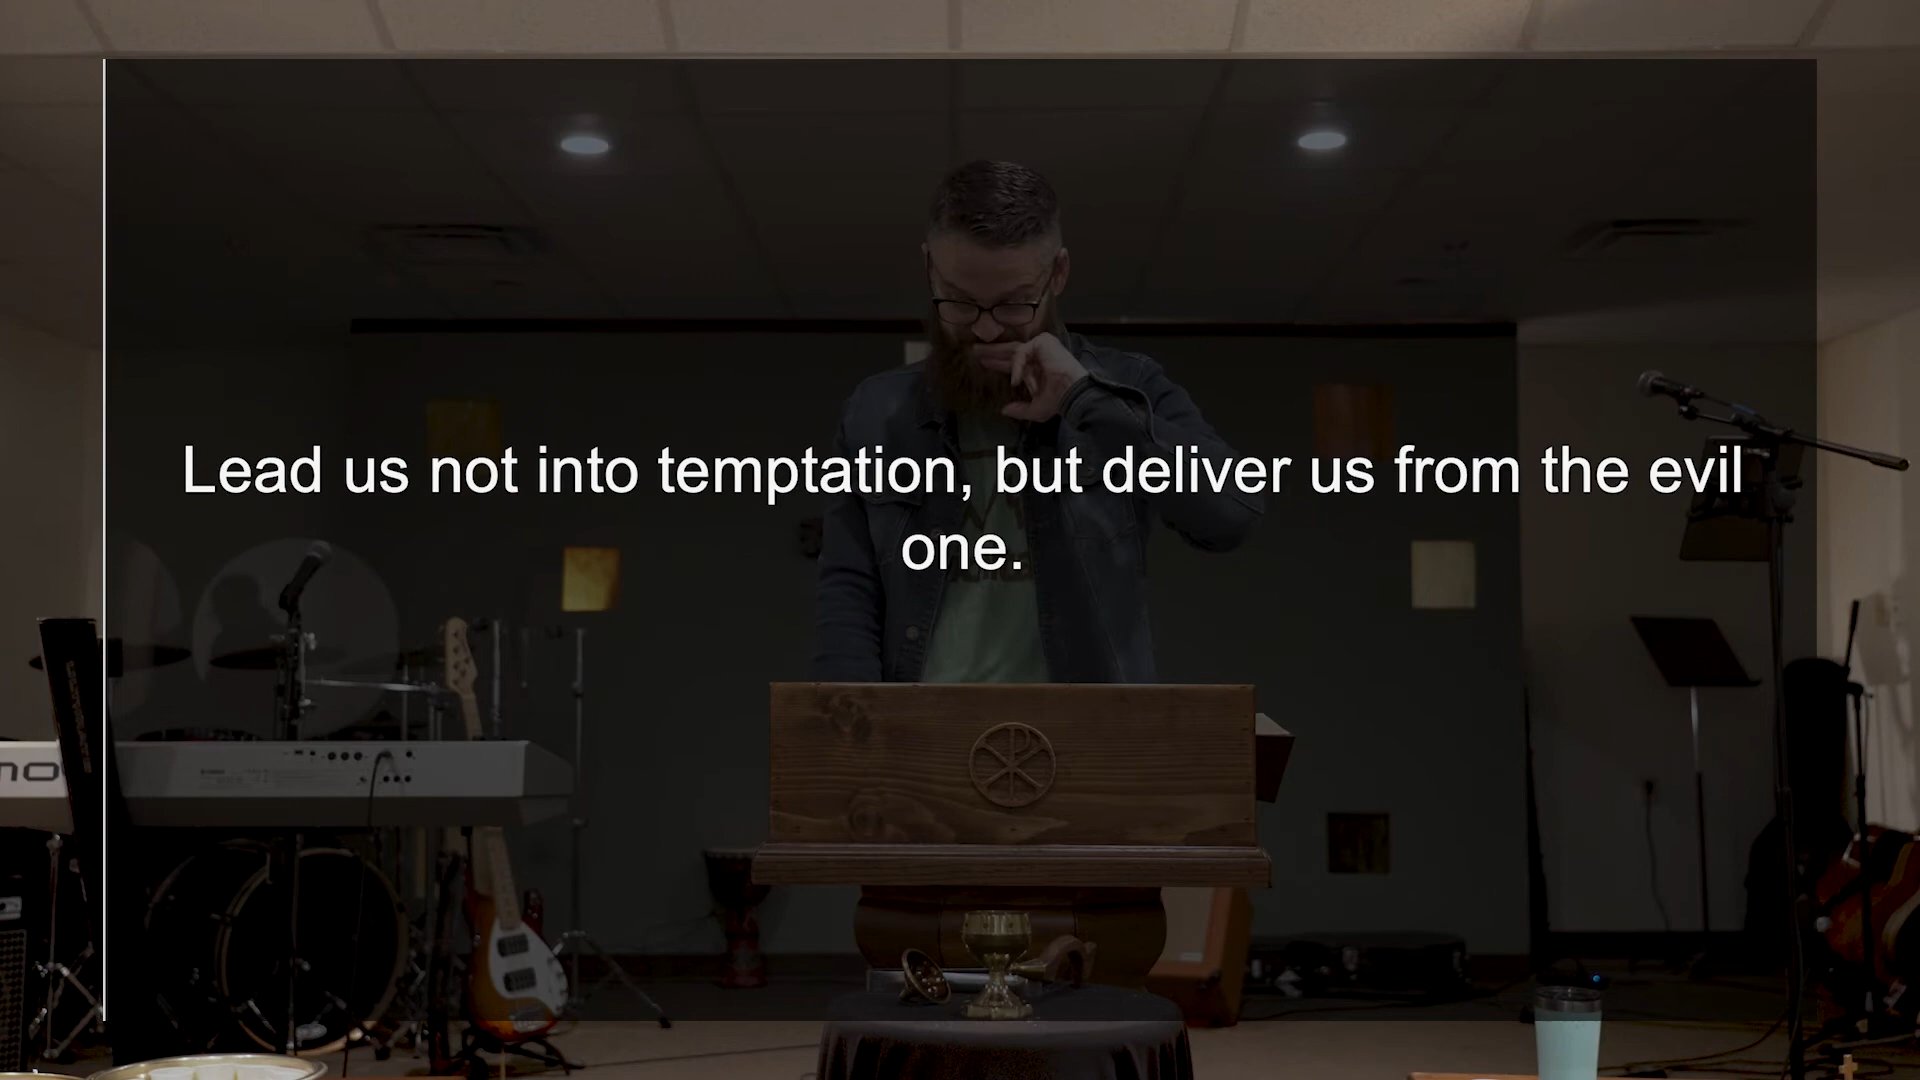 Lead us not into temptation, but deliver us from the evil
one.